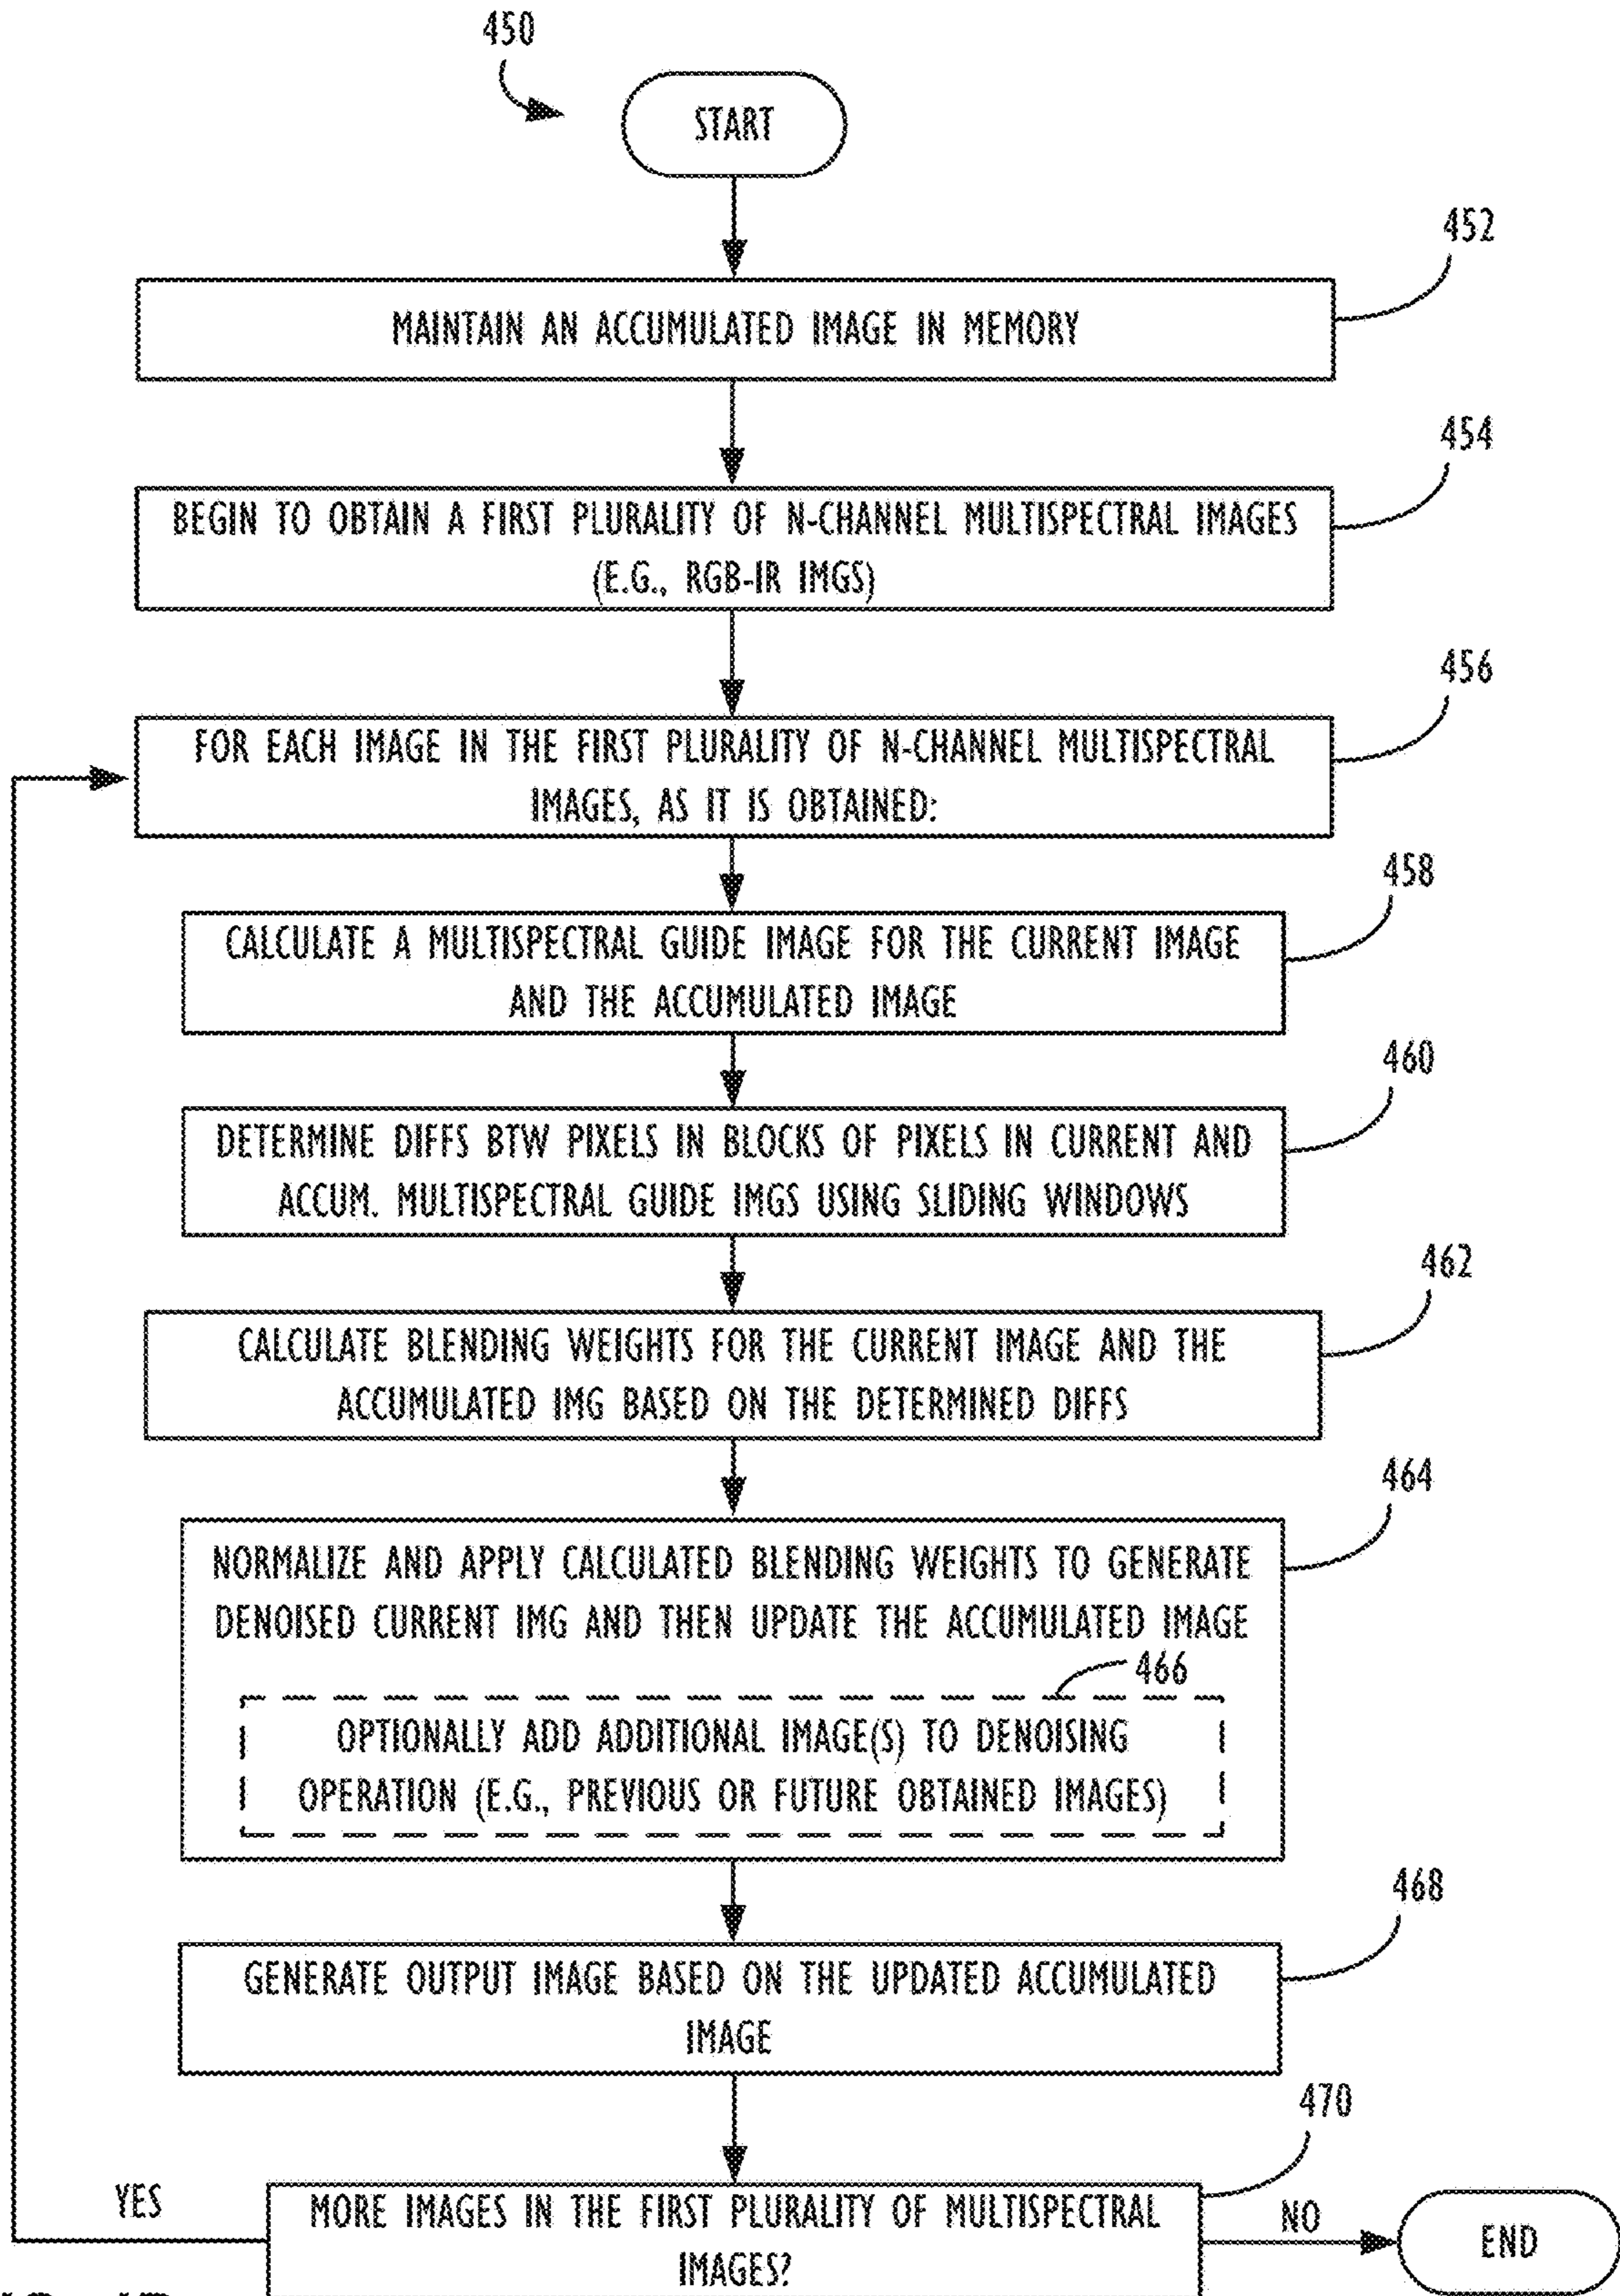 450
START
452
MAINTAIN AN ACCUMULATED IMAGE IN MEMORY
454
BEGIN TO OBTAIN A FIRST PLURALITY OF N-CHANNEL MULTISPECTRAL IMAGES
(E.G., RGB-IR IMGS)
456
FOR EACH IMAGE IN THE FIRST PLURALITY OF N-CHANNEL MULTISPECTRAL
IMAGES, AS IT IS OBTAINED:
458
CALCULATE A MULTISPECTRAL GUIDE IMAGE FOR THE CURRENT IMAGE
AND THE ACCUMULATED IMAGE
460
DETERMINE DIFFS BTW PIXELS IN BLOCKS OF PIXELS IN CURRENT AND
ACCUM. MULTISPECTRAL GUIDE IMGS USING SLIDING WINDOWS
462
CALCULATE BLENDING WEIGHTS FOR THE CURRENT IMAGE AND THE
ACCUMULATED IMG BASED ON THE DETERMINED DIFFS
464
NORMALIZE AND APPLY CALCULATED BLENDING WEIGHTS TO GENERATE
DENOISED CURRENT IMG AND THEN UPDATE THE ACCUMULATED IMAGE
466
OPTIONALLY ADD ADDITIONAL IMAGE(S) TO DENOISING
OPERATION (E.G., PREVIOUS OR FUTURE OBTAINED IMAGES)
468
GENERATE OUTPUT IMAGE BASED ON THE UPDATED ACCUMULATED
IMAGE
470
YES
MORE IMAGES IN THE FIRST PLURALITY OF MULTISPECTRAL
IMAGES?
NO
END